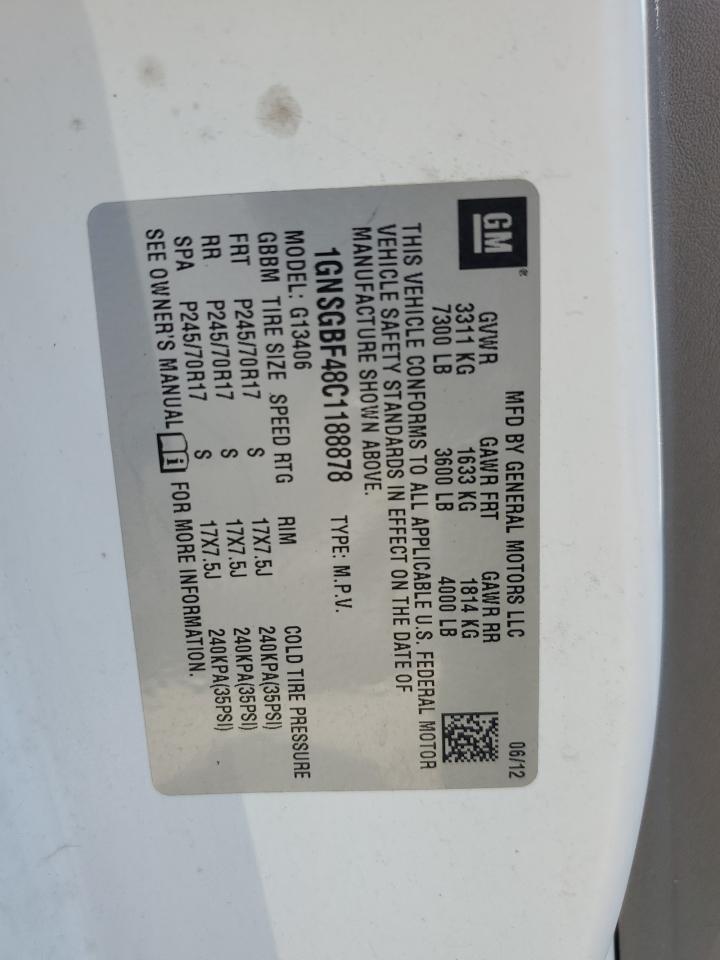 GM®
MFD BY GENERAL MOTORS LLC 06/12
GVWR GAWR FRT GAWR RR
3311 KG 1633 KG 1814 KG
7300 LB 3600 LB 4000 LB
THIS VEHICLE CONFORMS TO ALL APPLICABLE U.S. FEDERAL MOTOR
VEHICLE SAFETY STANDARDS IN EFFECT ON THE DATE OF
MANUFACTURE SHOWN ABOVE.
1GNSGBF48C1188878 TYPE: M.P.V.
MODEL: G13406
GBBM TIRE SIZE SPEED RTG RIM COLD TIRE PRESSURE
FRT P245/70R17 S 17X7.5J 240KPA(35PSI)
RR P245/70R17 S 17X7.5J 240KPA(35PSI)
SPA P245/70R17 S 17X7.5J 240KPA(35PSI)
SEE OWNER'S MANUAL i FOR MORE INFORMATION.